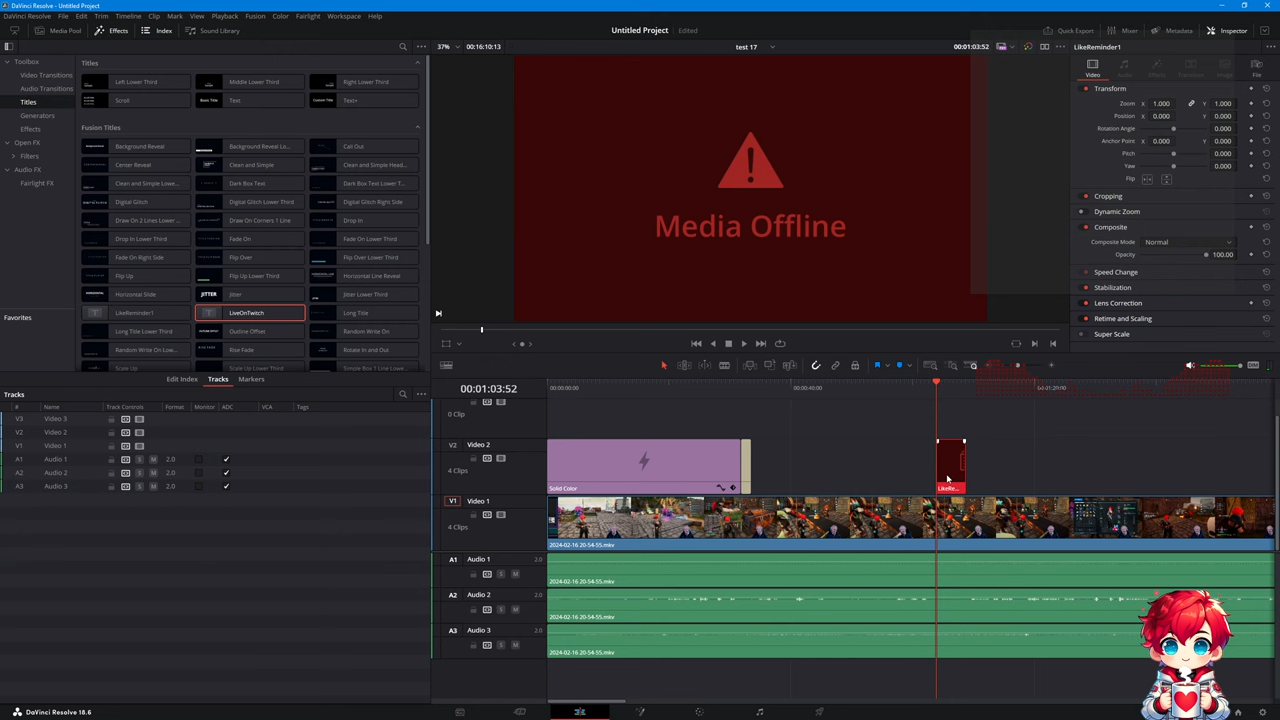 DaVinci Resolve - Untitled Project
DaVinci Resolve File Edit Trim Timeline Clip Mark View Playback Fusion Color Fairlight Workspace Help
Media Pool Effects Index Sound Library
Untitled Project Edited
Quick Export Mixer Metadata Inspector
37% 00:16:10:13 test 17 00:01:03:52
LikeReminder1
Toolbox
Video Transitions
Audio Transitions
Titles
Generators
Effects
Open FX
Filters
Audio FX
Fairlight FX
Favorites
Titles
Left Lower Third Middle Lower Third Right Lower Third
Scroll Basic Title Text Custom Title Text+
Fusion Titles
Background Reveal Background Reveal Lo... Call Out
Center Reveal Clean and Simple Clean and Simple Head...
Clean and Simple Lowe... Dark Box Text Dark Box Text Lower T...
Digital Glitch Digital Glitch Lower Third Digital Glitch Right Side
Draw On 2 Lines Lower ... Draw On Corners 1 Line Drop In
Drop In Lower Third Fade On Fade On Lower Third
Fade On Right Side Flip Over Flip Over Lower Third
Flip Up Flip Up Lower Third Horizontal Line Reveal
Horizontal Slide JITTER Jitter Jitter Lower Third
LikeReminder1 LiveOnTwitch Long Title
Long Title Lower Third Outline Offset Random Write On
Random Write On Low... Rise Fade Rotate In and Out
Scale Up Simple Box 1 Line Low...
Media Offline
Video Audio Effects Transition Image File
Transform
Zoom X 1.000 Y 1.000
Position X 0.000 Y 0.000
Rotation Angle 0.000
Anchor Point X 0.000 Y 0.000
Pitch 0.000
Yaw 0.000
Flip
Cropping
Dynamic Zoom
Composite
Composite Mode Normal
Opacity 100.00
Speed Change
Stabilization
Lens Correction
Retime and Scaling
Super Scale
Edit Index Tracks Markers
Tracks
# Name Track Controls Format Monitor ADC VCA Tags
V3 Video 3
V2 Video 2
V1 Video 1
A1 Audio 1 S M 2.0
A2 Audio 2 S M 2.0
A3 Audio 3 S M 2.0
DIM
00:01:03:52
00:00:00:00 00:00:40:00 00:01:20:00
0 Clip
V2 Video 2
4 Clips
Solid Color
LikeRe...
V1 Video 1
4 Clips
2024-02-16 20-54-55.mkv
A1 Audio 1 2.0
S M
2024-02-16 20-54-55.mkv
A2 Audio 2 2.0
S M
2024-02-16 20-54-55.mkv
A3 Audio 3 2.0
S M
2024-02-16 20-54-55.mkv
DaVinci Resolve 18.6